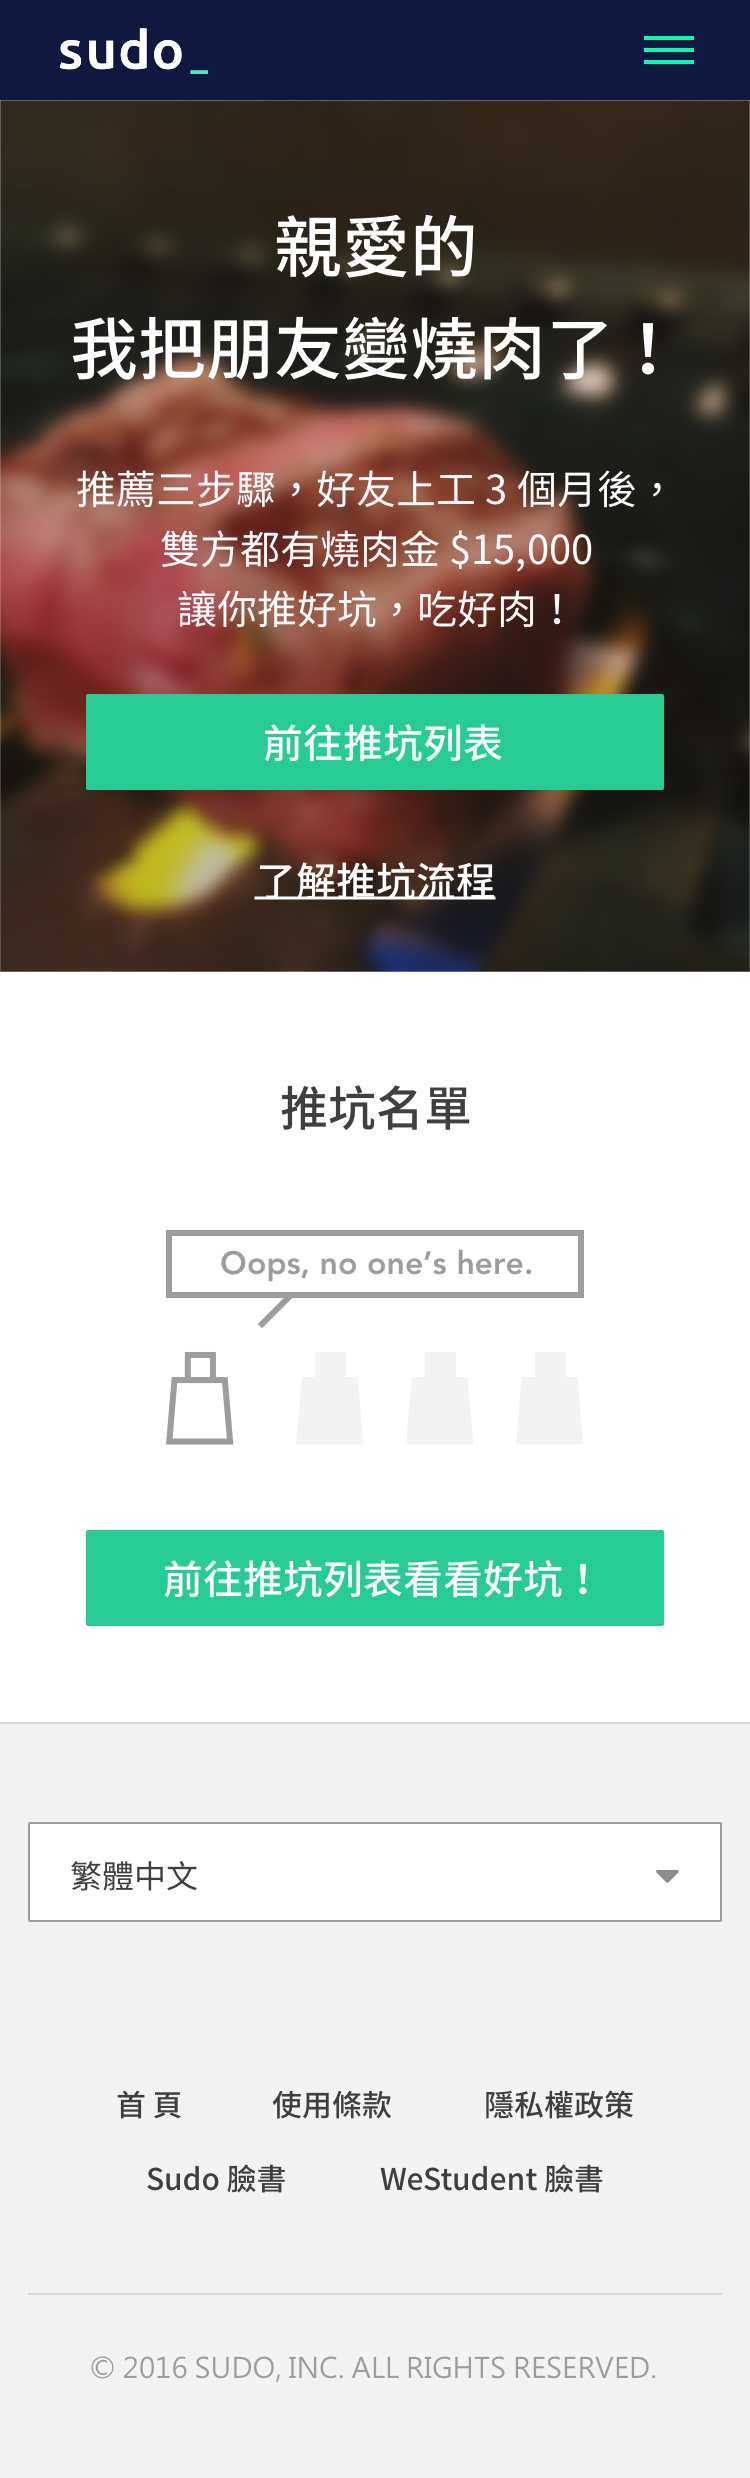 sudo_
親愛的
我把朋友變燒肉了！
推薦三步驟，好友上工 3 個月後，
雙方都有燒肉金 $15,000
讓你推好坑，吃好肉！
前往推坑列表
了解推坑流程
推坑名單
Oops, no one’s here.
前往推坑列表看看好坑！
繁體中文
首 頁 使用條款 隱私權政策
Sudo 臉書 WeStudent 臉書
© 2016 SUDO, INC. ALL RIGHTS RESERVED.